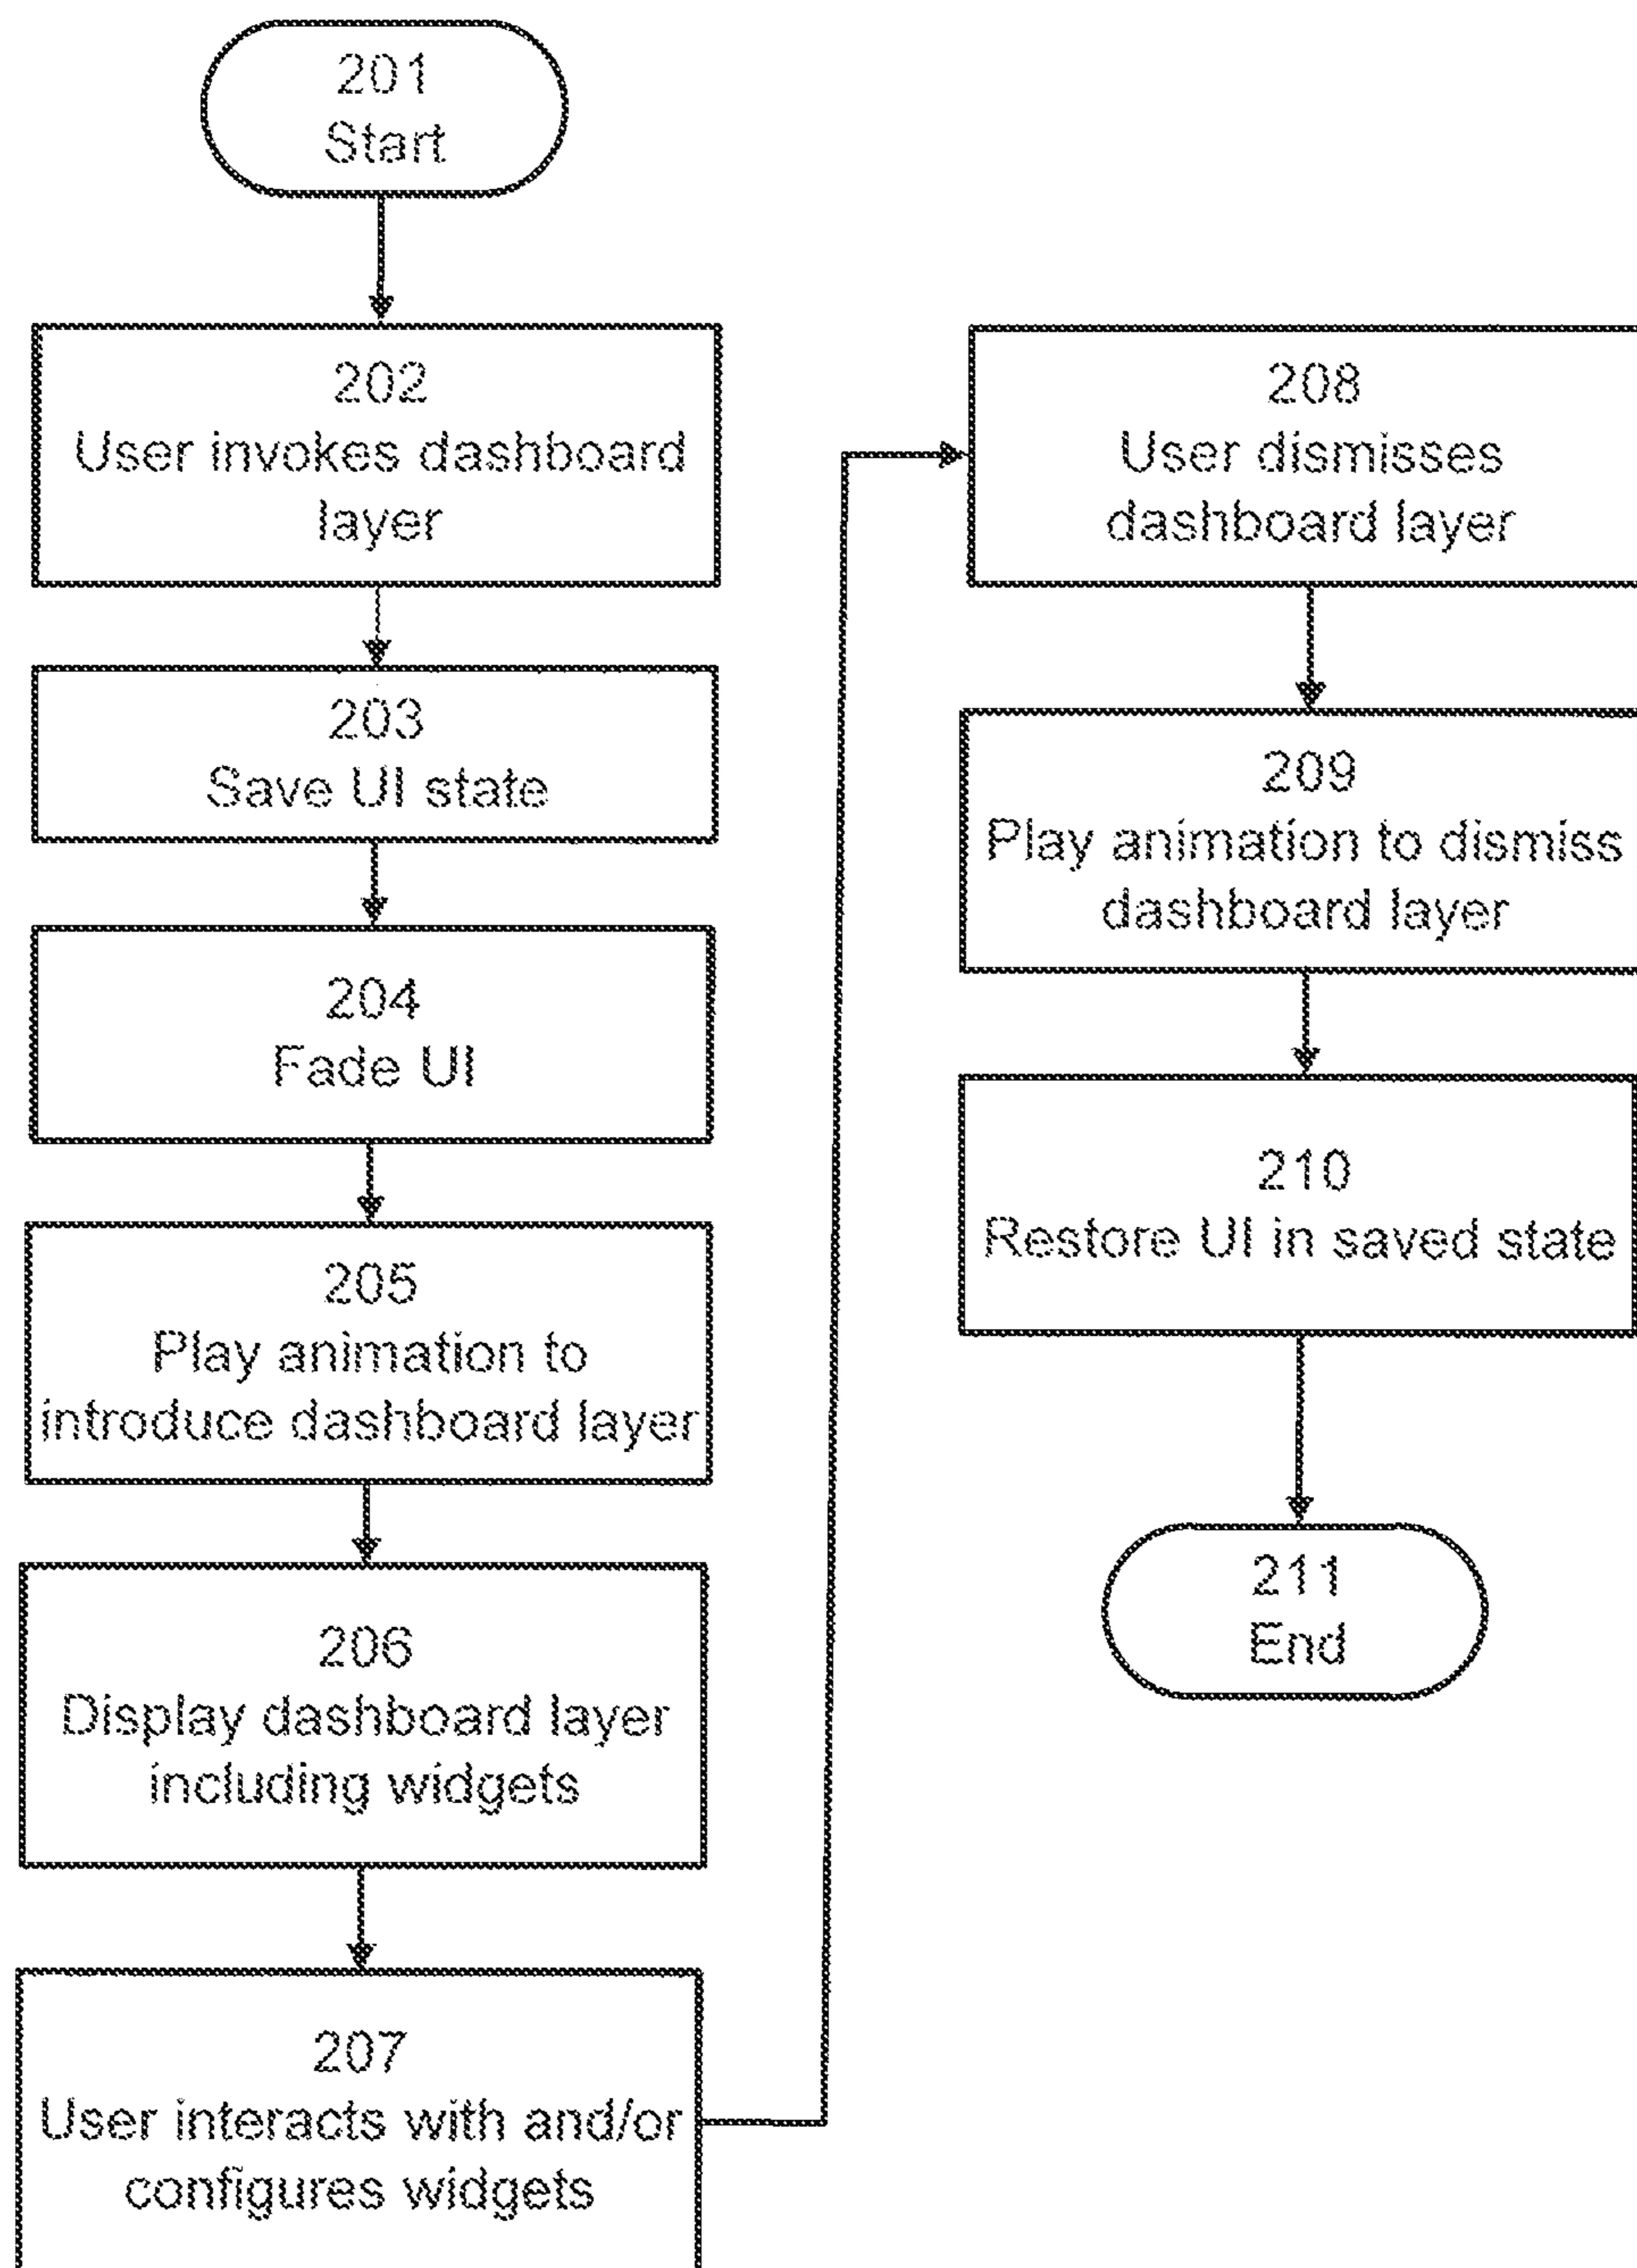 201
Start
202
User invokes dashboard
layer
203
Save UI state
204
Fade UI
205
Play animation to
introduce dashboard layer
206
Display dashboard layer
including widgets
207
User interacts with and/or
configures widgets
208
User dismisses
dashboard layer
209
Play animation to dismiss
dashboard layer
210
Restore UI in saved state
211
End